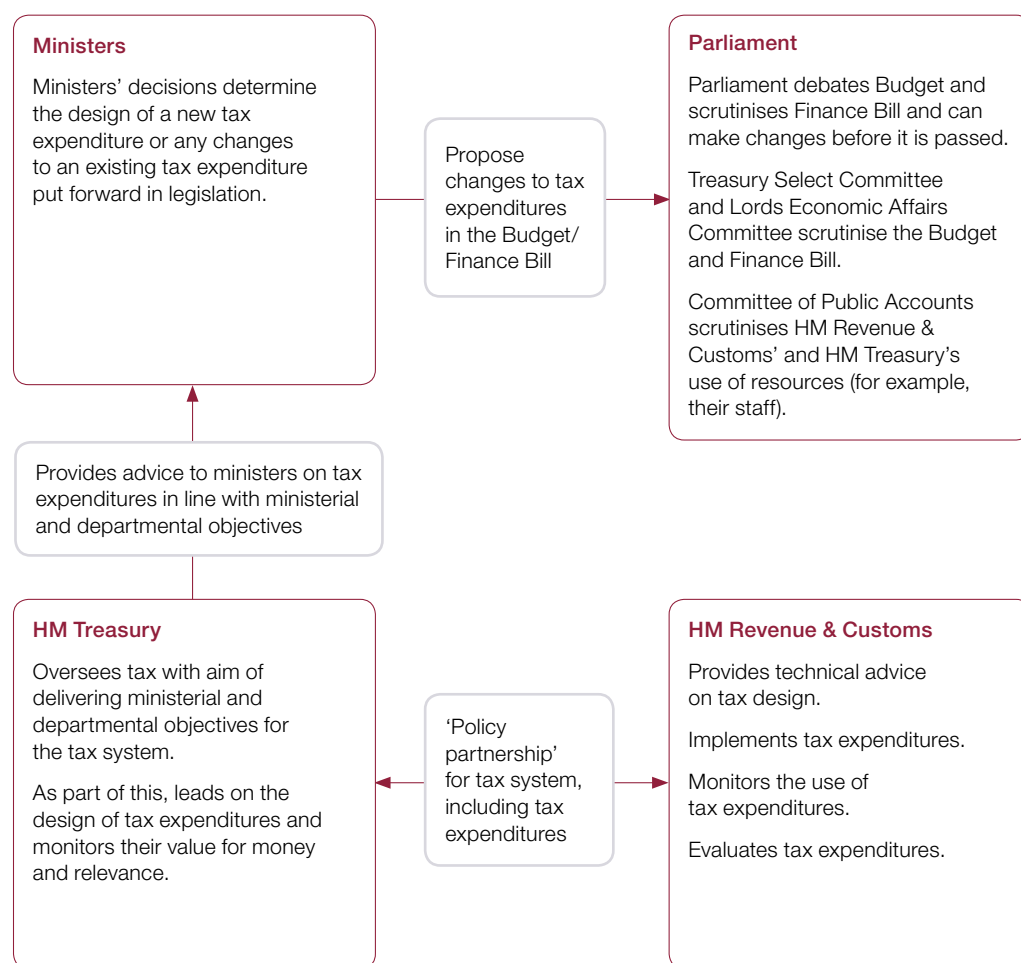 Ministers
Ministers’ decisions determine
the design of a new tax
expenditure or any changes
to an existing tax expenditure
put forward in legislation.
Propose
changes to tax
expenditures
in the Budget/
Finance Bill
Parliament
Parliament debates Budget and
scrutinises Finance Bill and can
make changes before it is passed.
Treasury Select Committee
and Lords Economic Affairs
Committee scrutinise the Budget
and Finance Bill.
Committee of Public Accounts
scrutinises HM Revenue &
Customs’ and HM Treasury’s
use of resources (for example,
their staff).
Provides advice to ministers on tax
expenditures in line with ministerial
and departmental objectives
HM Treasury
Oversees tax with aim of
delivering ministerial and
departmental objectives for
the tax system.
As part of this, leads on the
design of tax expenditures and
monitors their value for money
and relevance.
‘Policy
partnership’
for tax system,
including tax
expenditures
HM Revenue & Customs
Provides technical advice
on tax design.
Implements tax expenditures.
Monitors the use of
tax expenditures.
Evaluates tax expenditures.